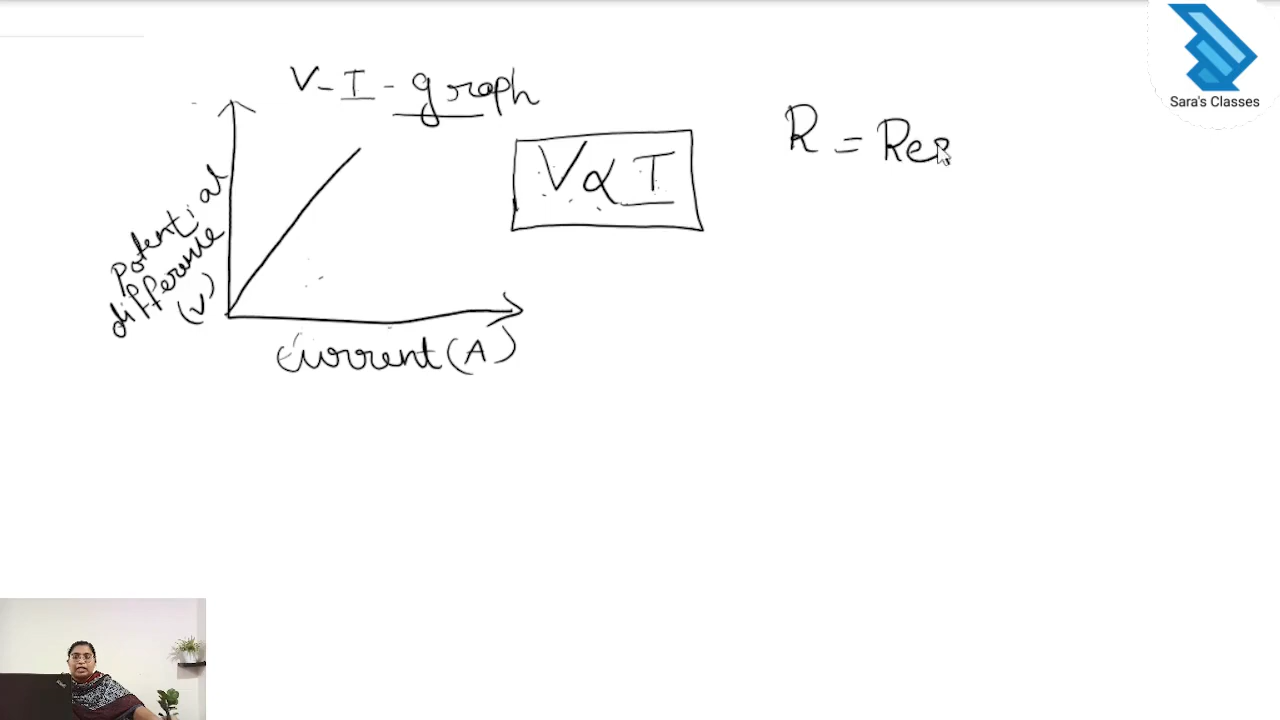 V-I-graph
Potential
difference
(V)
Current (A)
V ∝ I
R = Res
Sara's Classes